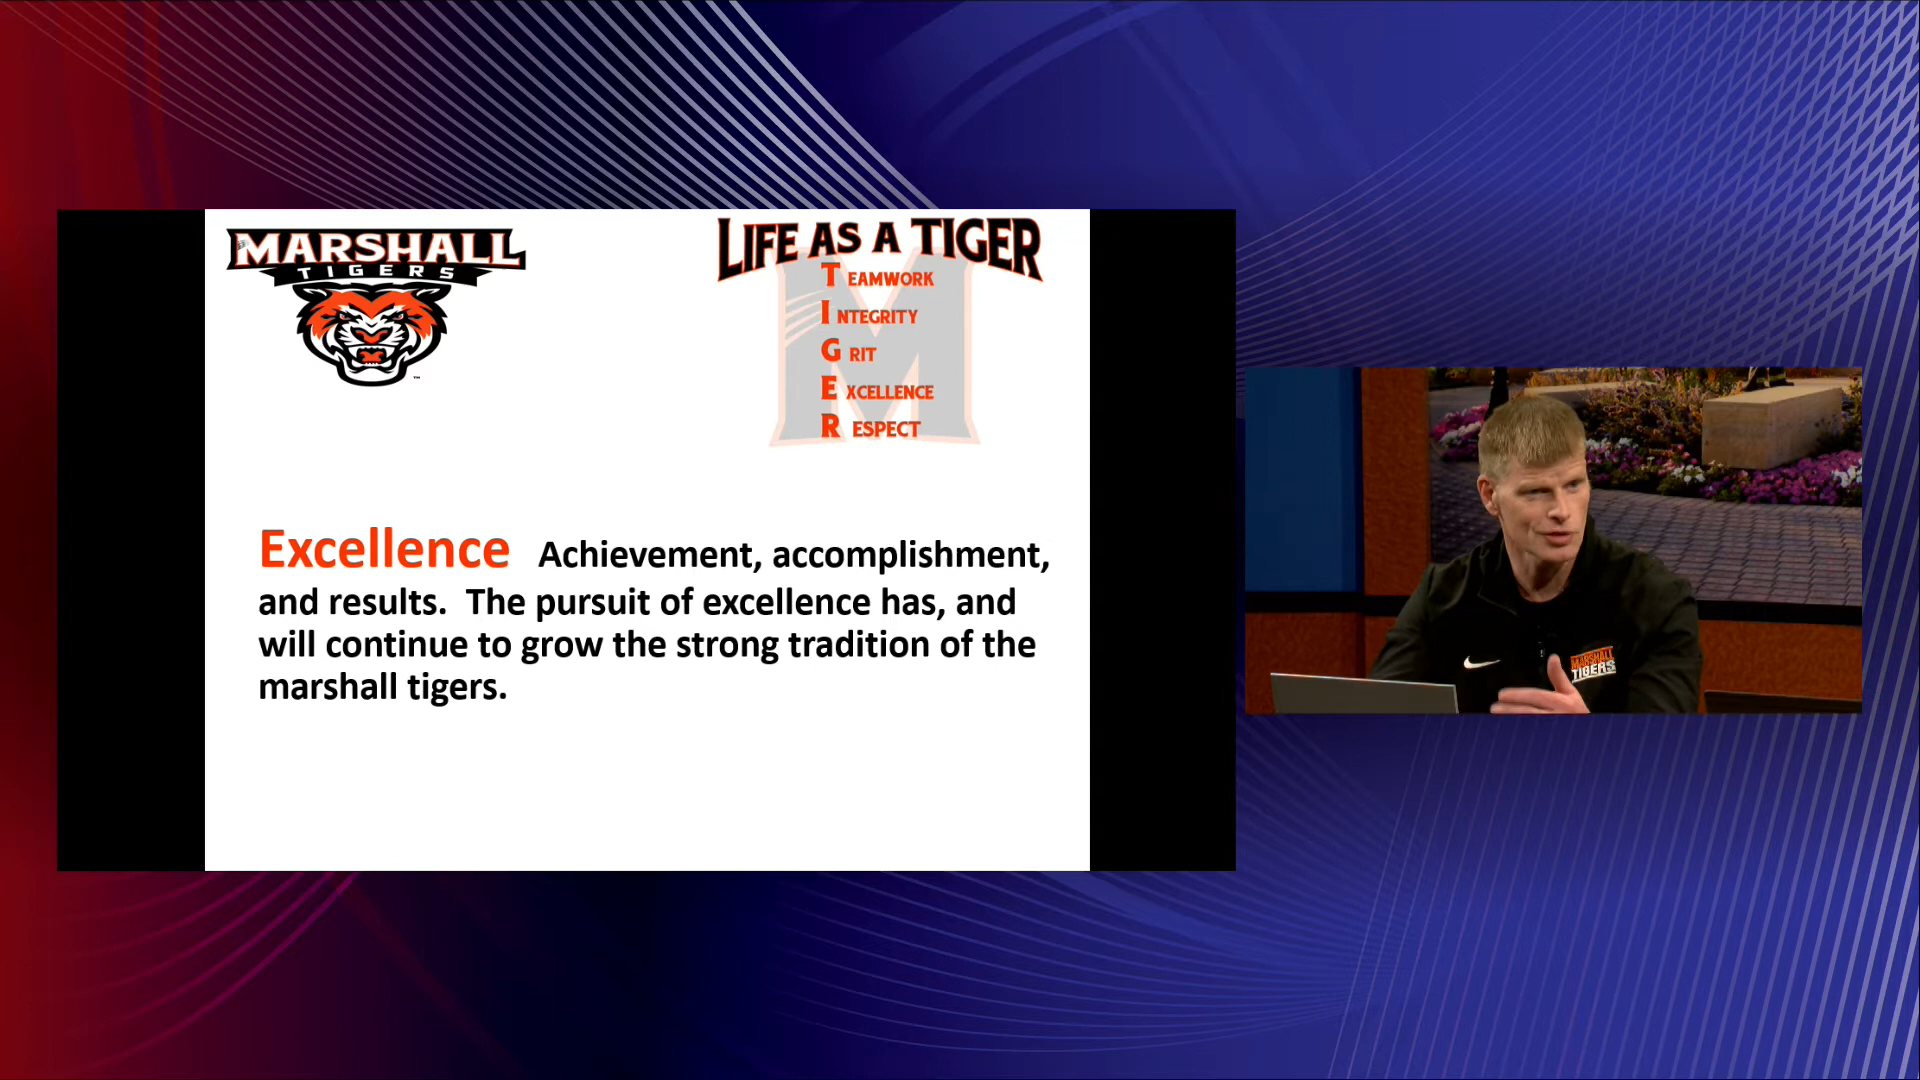 MARSHALL
TIGERS
™
LIFE AS A TIGER
TEAMWORK
INTEGRITY
GRIT
EXCELLENCE
RESPECT
Excellence Achievement, accomplishment,
and results. The pursuit of excellence has, and
will continue to grow the strong tradition of the
marshall tigers.
MARSHALL
TIGERS